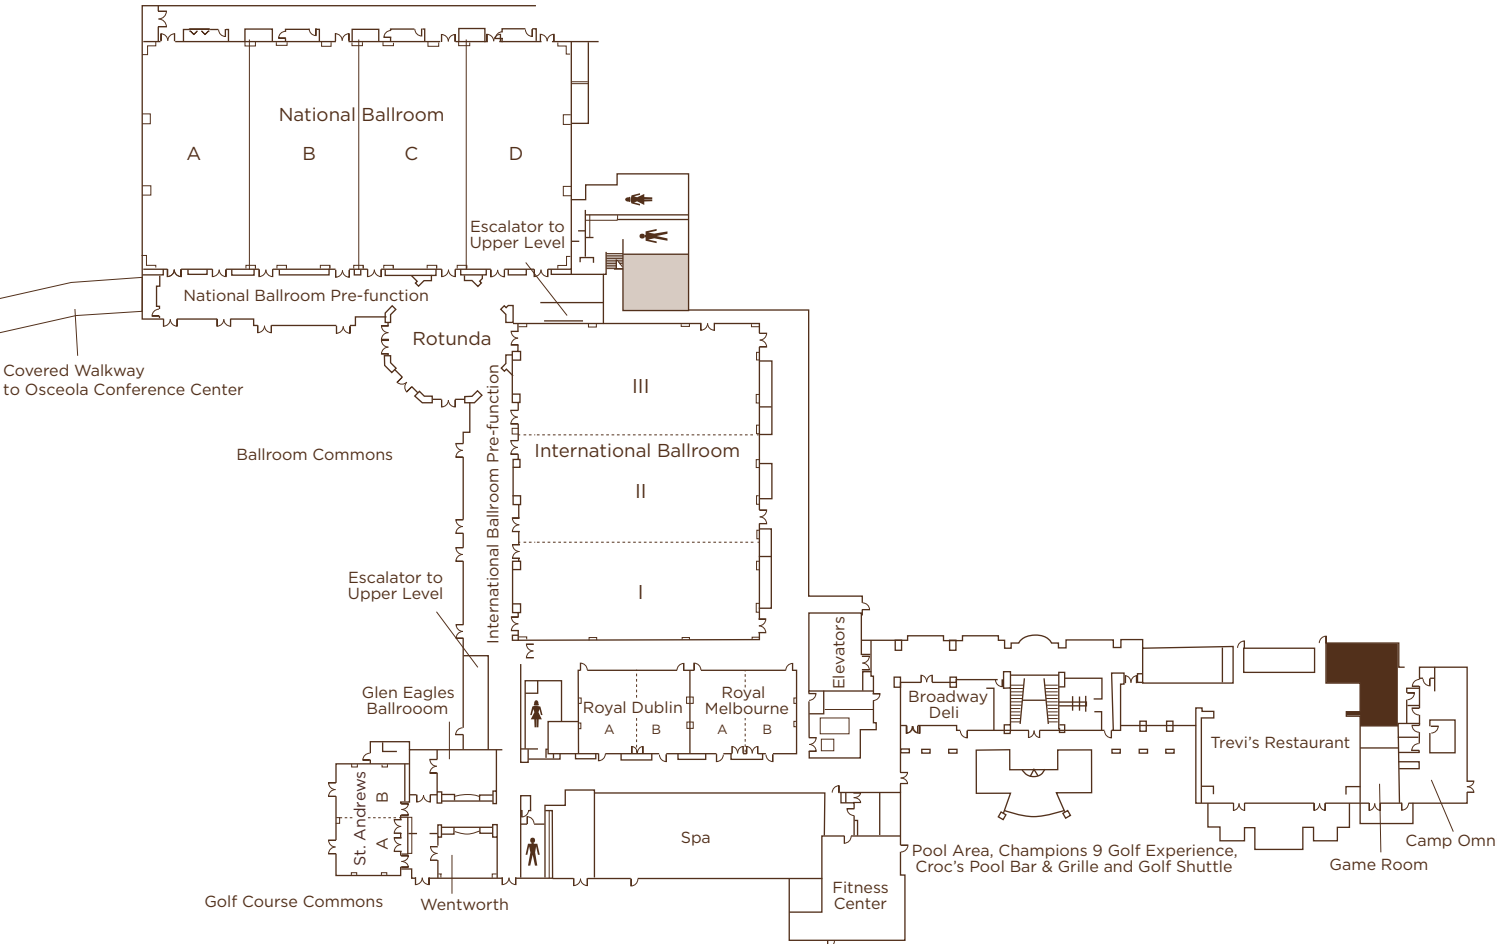 National Ballroom
A
B
C
D
Escalator to
Upper Level
National Ballroom Pre-function
Rotunda
Covered Walkway
to Osceola Conference Center
International Ballroom Pre-function
III
Ballroom Commons
International Ballroom
II
I
Escalator to
Upper Level
Elevators
Glen Eagles
Ballrooom
Royal Dublin
A
B
Royal
Melbourne
A
B
Broadway
Deli
Trevi's Restaurant
St. Andrews
B
A
Spa
Camp Omn
Pool Area, Champions 9 Golf Experience,
Croc's Pool Bar & Grille and Golf Shuttle
Game Room
Fitness
Center
Golf Course Commons
Wentworth